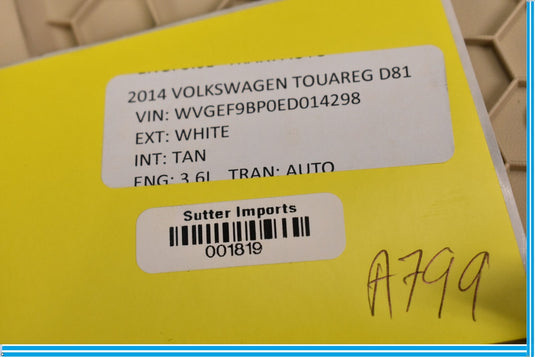 2014 VOLKSWAGEN TOUAREG D81
VIN: WVGEF9BP0ED014298
EXT: WHITE
INT: TAN
ENG: 3.6L TRAN: AUTO
Sutter Imports
001819
A799